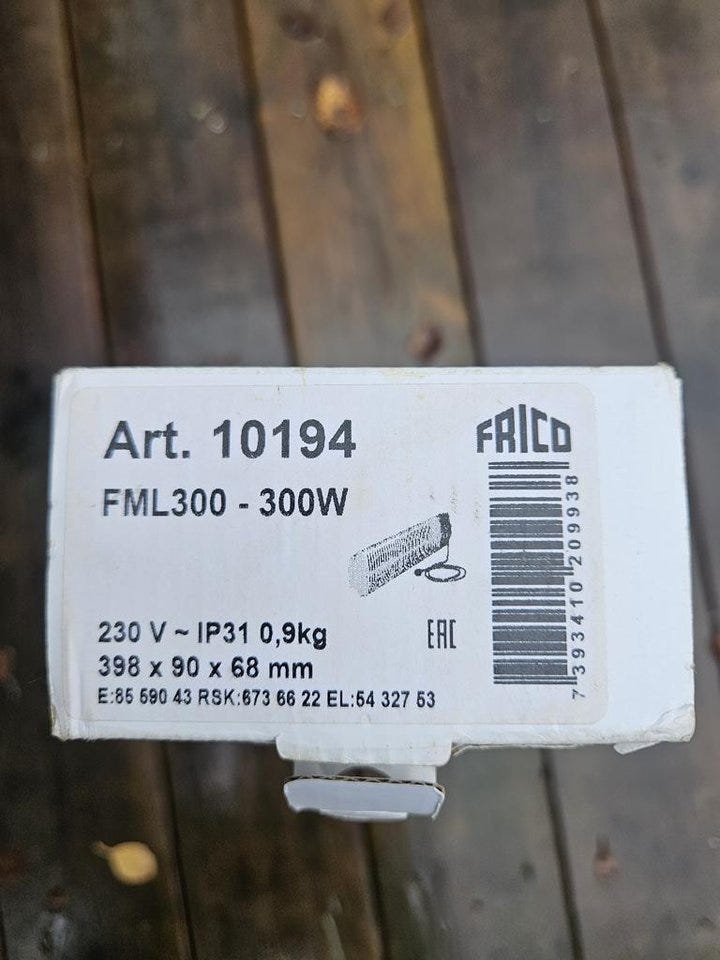 Art. 10194
FRICO
FML300 - 300W
230 V ~ IP31 0,9kg
398 x 90 x 68 mm
E:85 590 43 RSK:673 66 22 EL:54 327 53
EAC
7 393410 209938